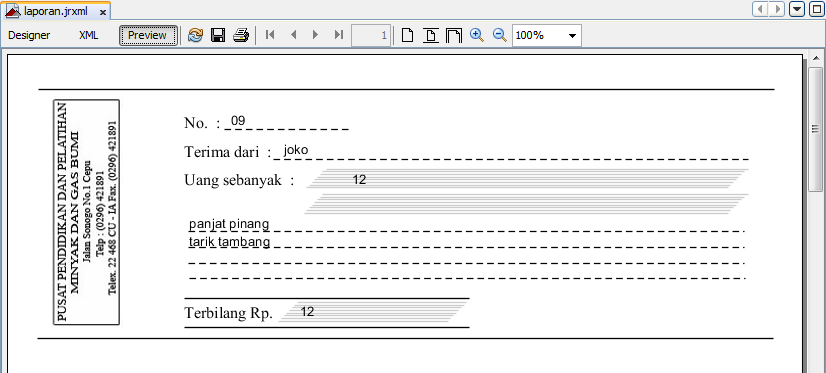 laporan.jrxml
Designer XML Preview 1 100%
PUSAT PENDIDIKAN DAN PELATIHAN
MINYAK DAN GAS BUMI
Jalan Sorogo No.1 Cepu
Telp : (0296) 421891
Telex. 22 468 CU - IA Fax. (0296) 421891
No. : 09
Terima dari : joko
Uang sebanyak : 12
panjat pinang
tarik tambang
Terbilang Rp. 12